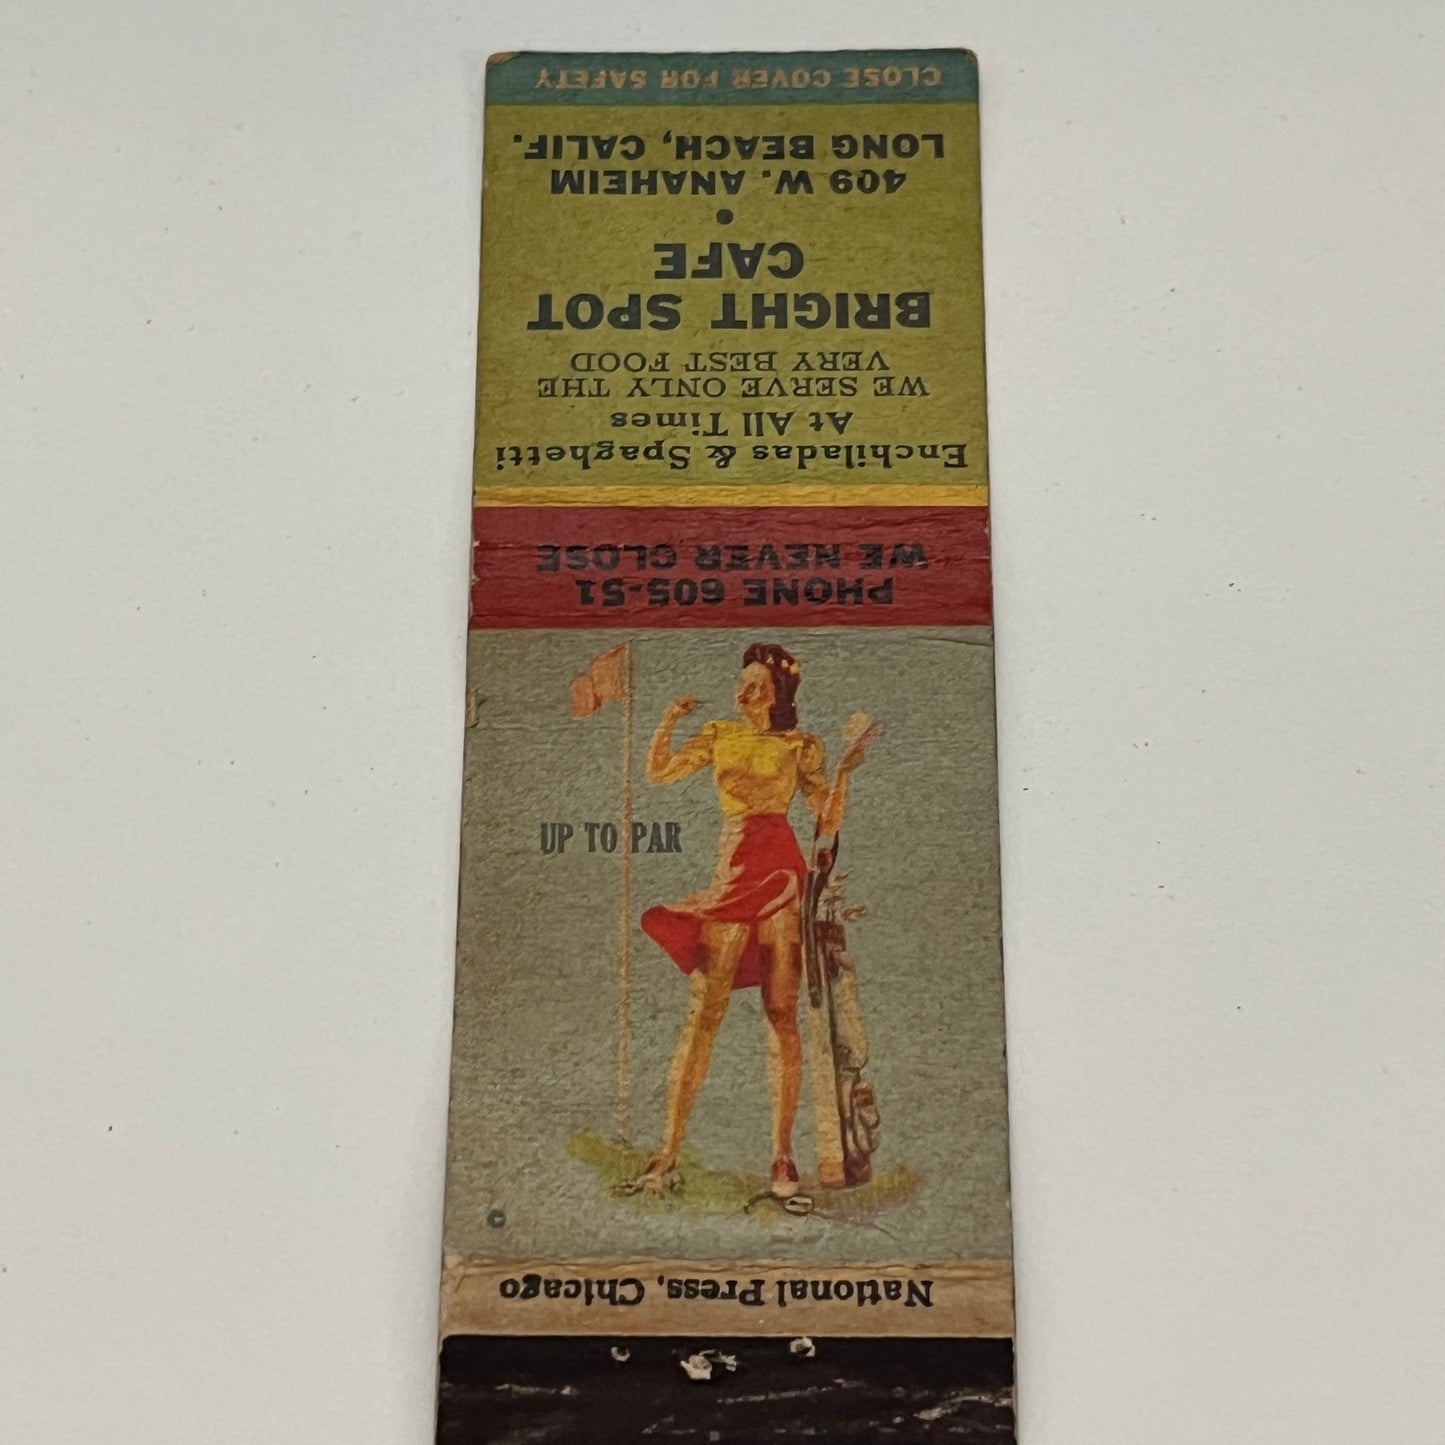 Enchiladas & Spaghetti
At All Times
WE SERVE ONLY THE
VERY BEST FOOD
BRIGHT SPOT
CAFE
•
409 W. ANAHEIM
LONG BEACH, CALIF.
CLOSE COVER FOR SAFETY
PHONE 605-51
WE NEVER CLOSE
UP TO PAR
©
National Press, Chicago